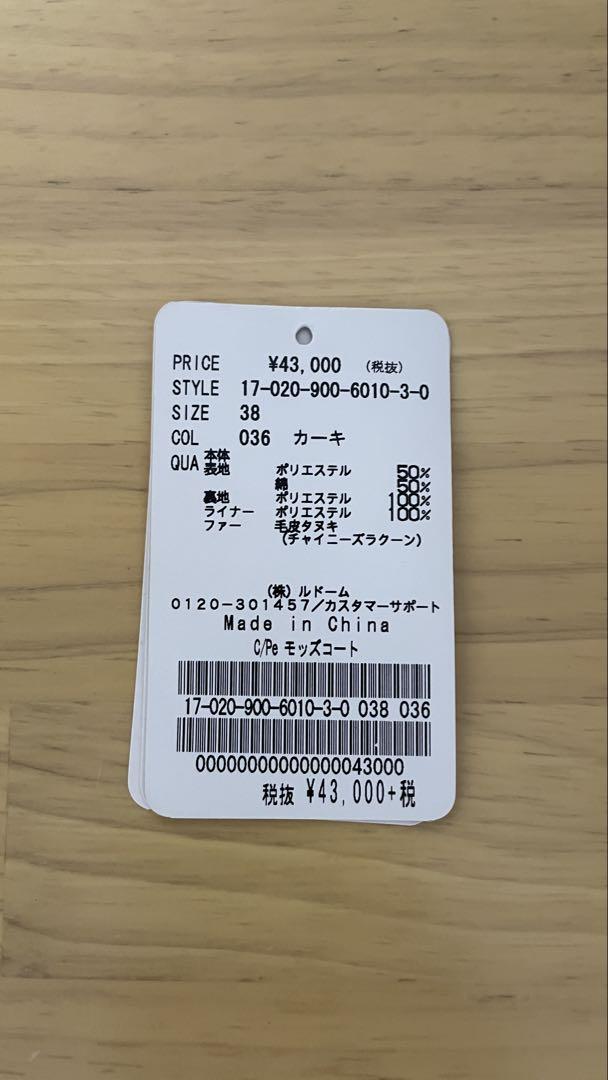 PRICE ¥43,000 (税抜)
STYLE 17-020-900-6010-3-0
SIZE 38
COL 036 カーキ
QUA 本体
表地 ポリエステル 50%
綿 50%
裏地 ポリエステル 100%
ライナー ポリエステル 100%
ファー 毛皮タヌキ
(チャイニーズラクーン)
(株)ルドーム
0120-301457/カスタマーサポート
Made in China
C/Pe モッズコート
17-020-900-6010-3-0 038 036
00000000000000043000
税抜 ¥43,000+税